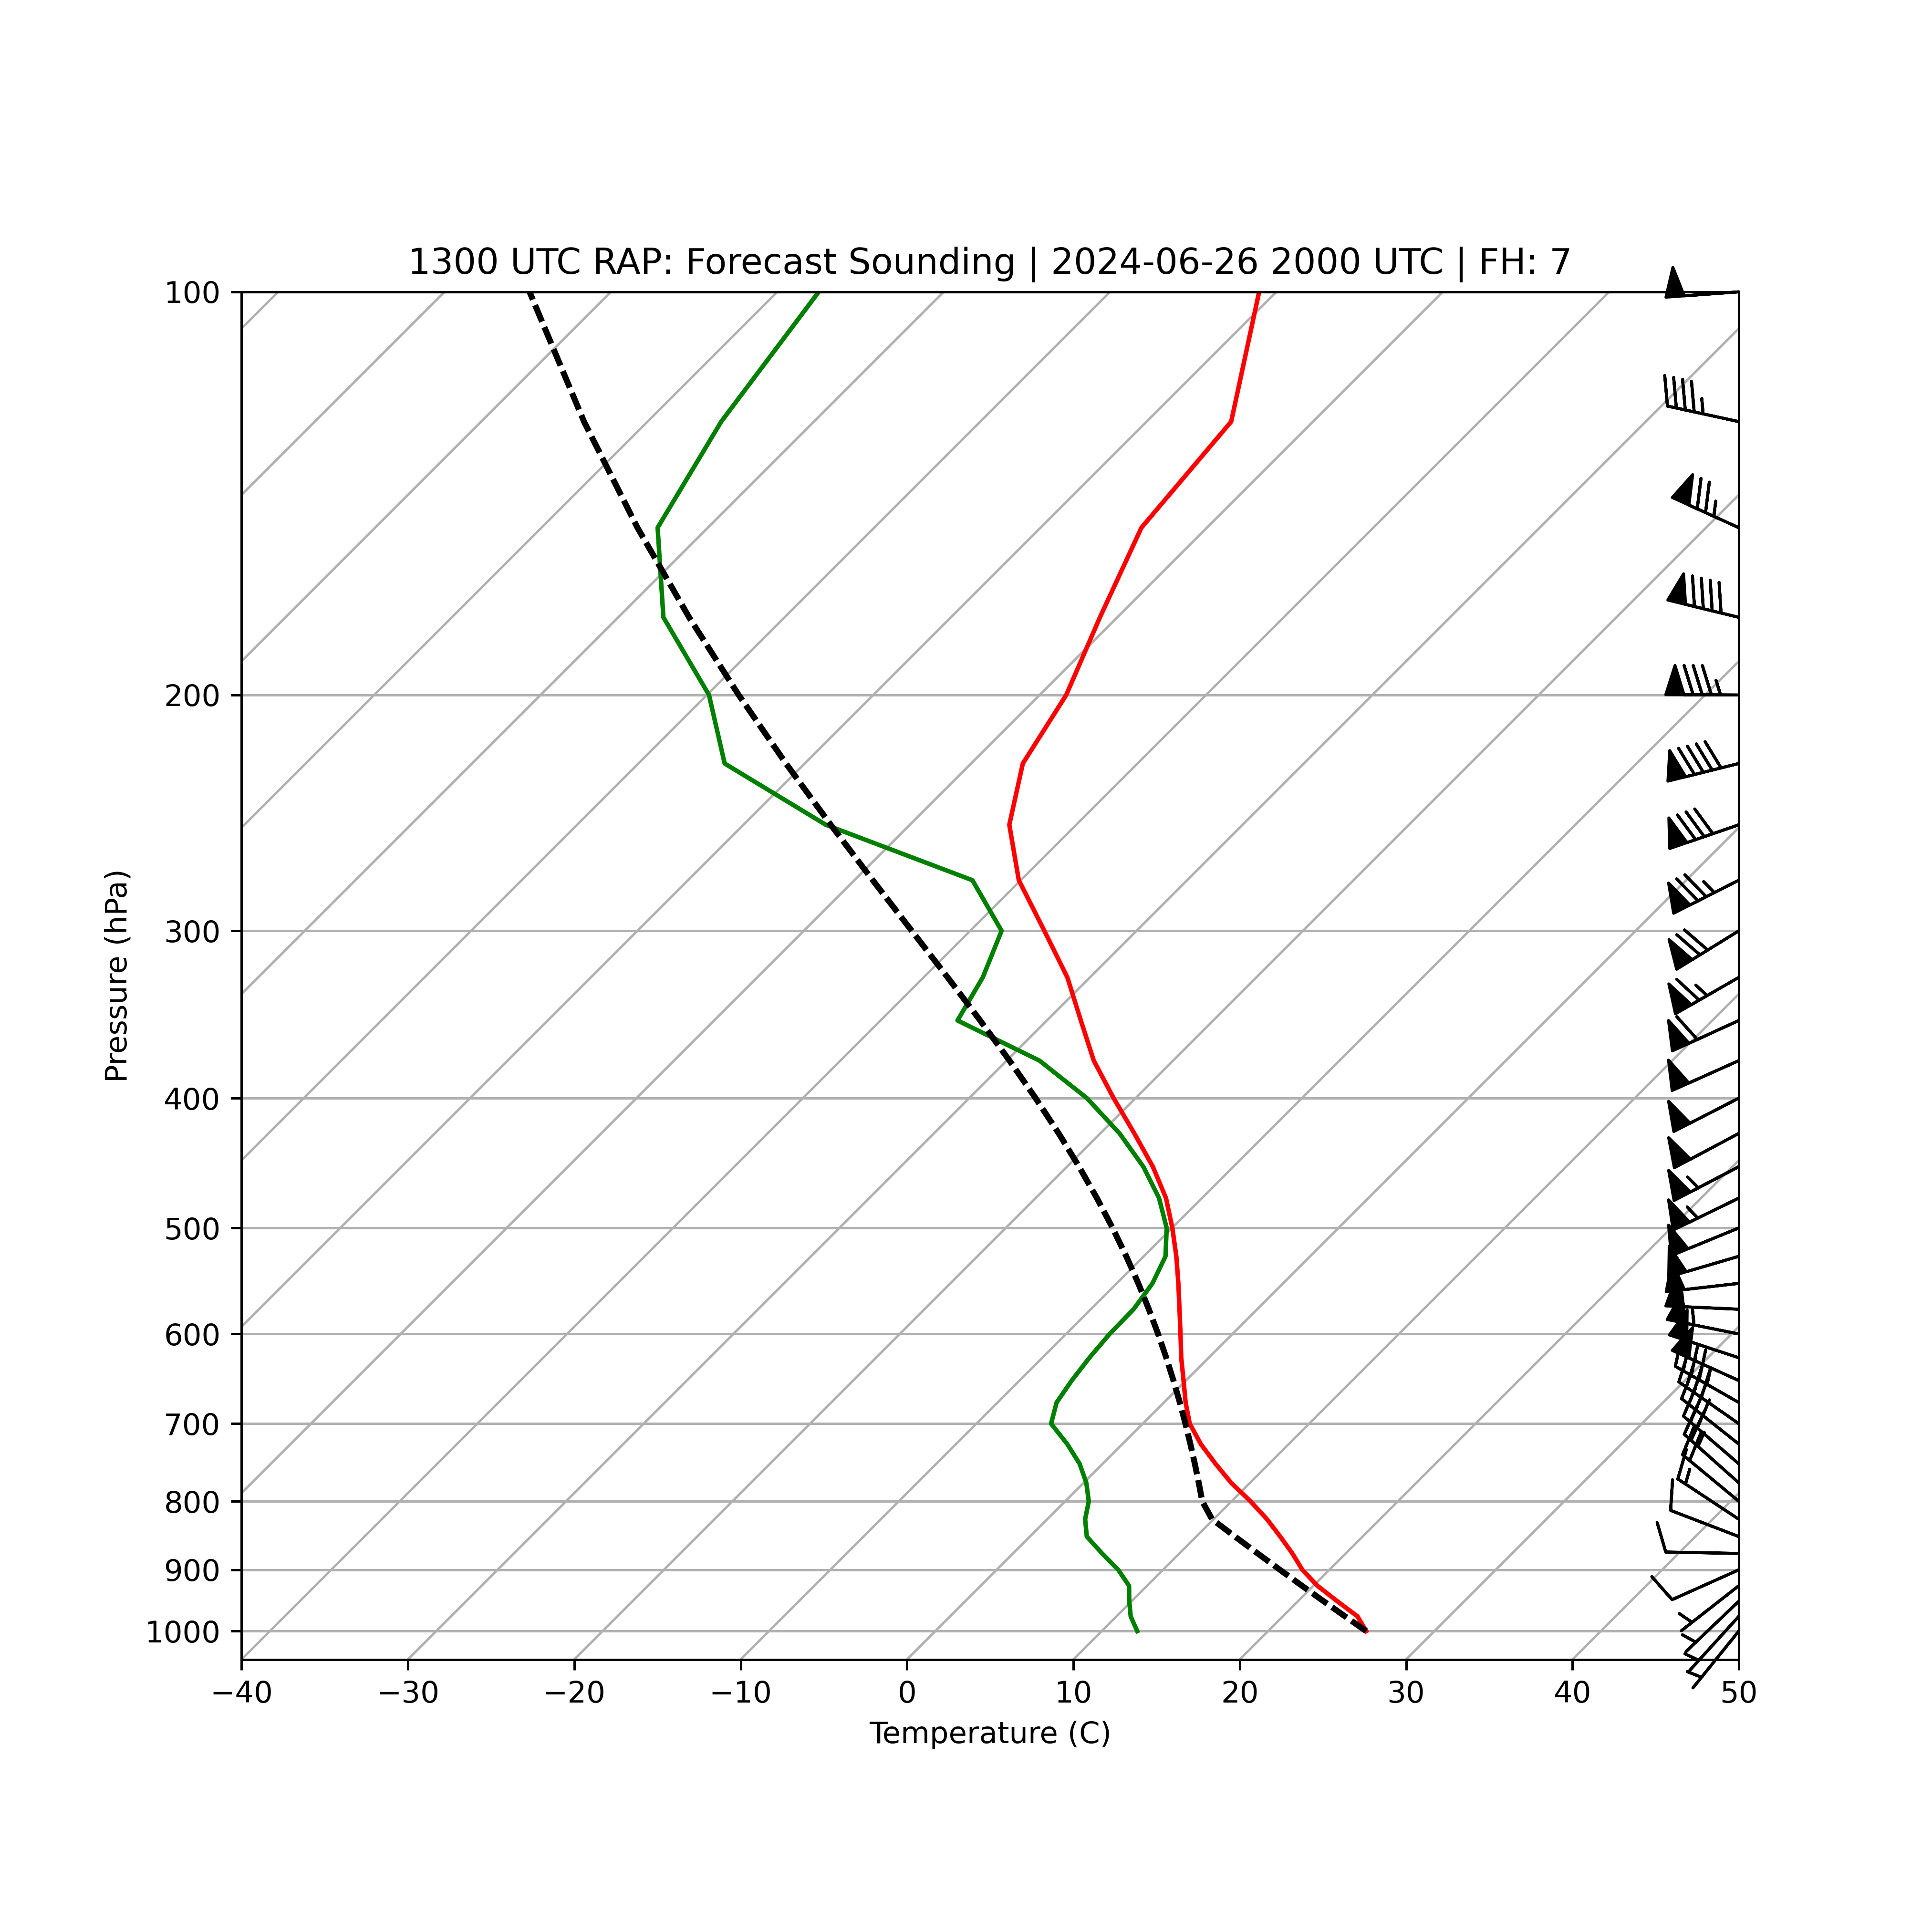 1300 UTC RAP: Forecast Sounding | 2024-06-26 2000 UTC | FH: 7
100
200
300
400
500
600
700
800
900
1000
Pressure (hPa)
−40 −30 −20 −10 0 10 20 30 40 50
Temperature (C)